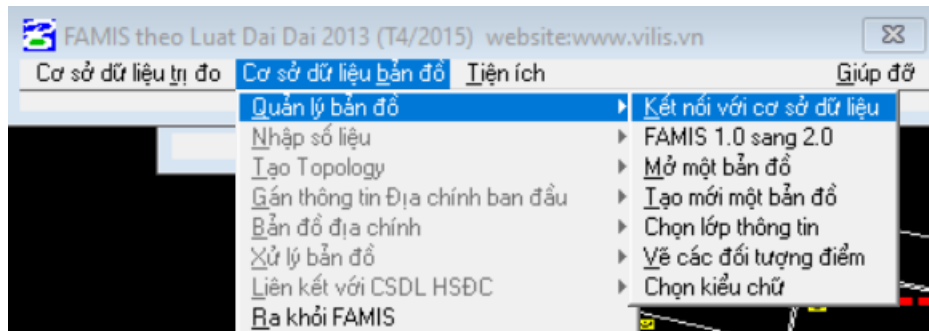 FAMIS theo Luat Dai Dai 2013 (T4/2015) website:www.vilis.vn
Cơ sở dữ liệu trị đo Cơ sở dữ liệu bản đồ Tiện ích Giúp đỡ
Quản lý bản đồ Kết nối với cơ sở dữ liệu
Nhập số liệu FAMIS 1.0 sang 2.0
Tạo Topology Mở một bản đồ
Gán thông tin Địa chính ban đầu Tạo mới một bản đồ
Bản đồ địa chính Chọn lớp thông tin
Xử lý bản đồ Vẽ các đối tượng điểm
Liên kết với CSDL HSĐC Chọn kiểu chữ
Ra khỏi FAMIS